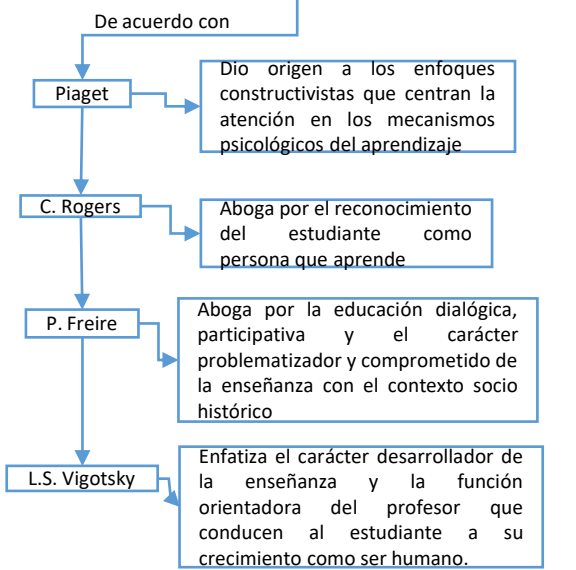 De acuerdo con
Piaget
Dio origen a los enfoques
constructivistas que centran la
atención en los mecanismos
psicológicos del aprendizaje
C. Rogers
Aboga por el reconocimiento
del estudiante como
persona que aprende
P. Freire
Aboga por la educación dialógica,
participativa y el carácter
problematizador y comprometido de
la enseñanza con el contexto socio
histórico
L.S. Vigotsky
Enfatiza el carácter desarrollador de
la enseñanza y la función
orientadora del profesor que
conducen al estudiante a su
crecimiento como ser humano.